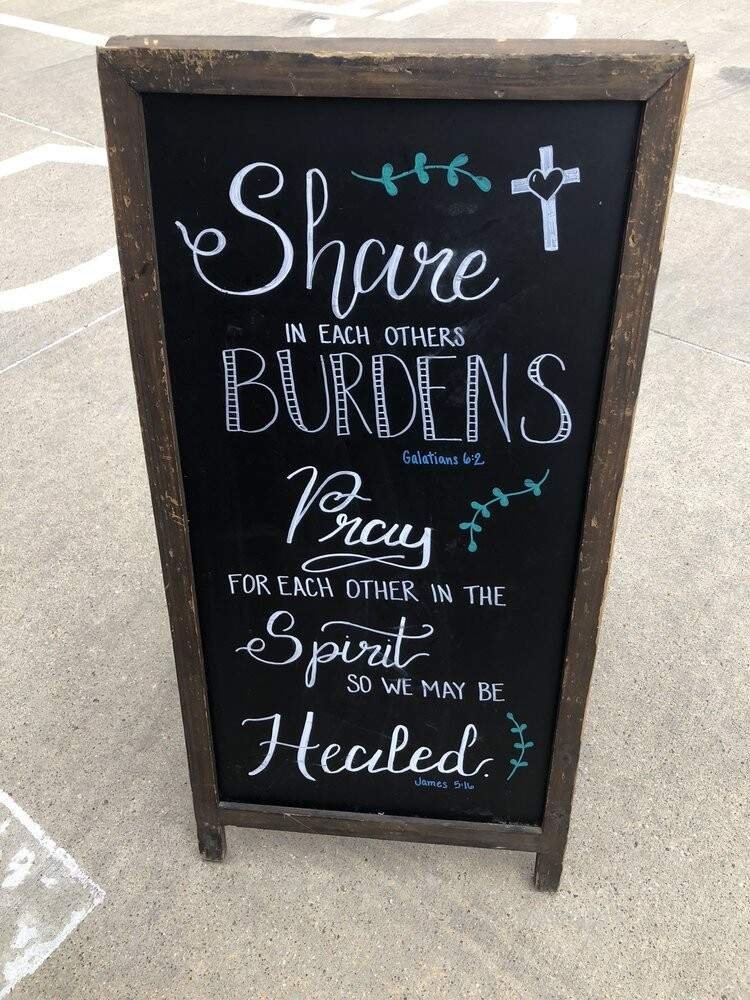 Share
IN EACH OTHERS
BURDENS
Galatians 6:2
Pray
FOR EACH OTHER IN THE
Spirit
SO WE MAY BE
Healed.
James 5:16